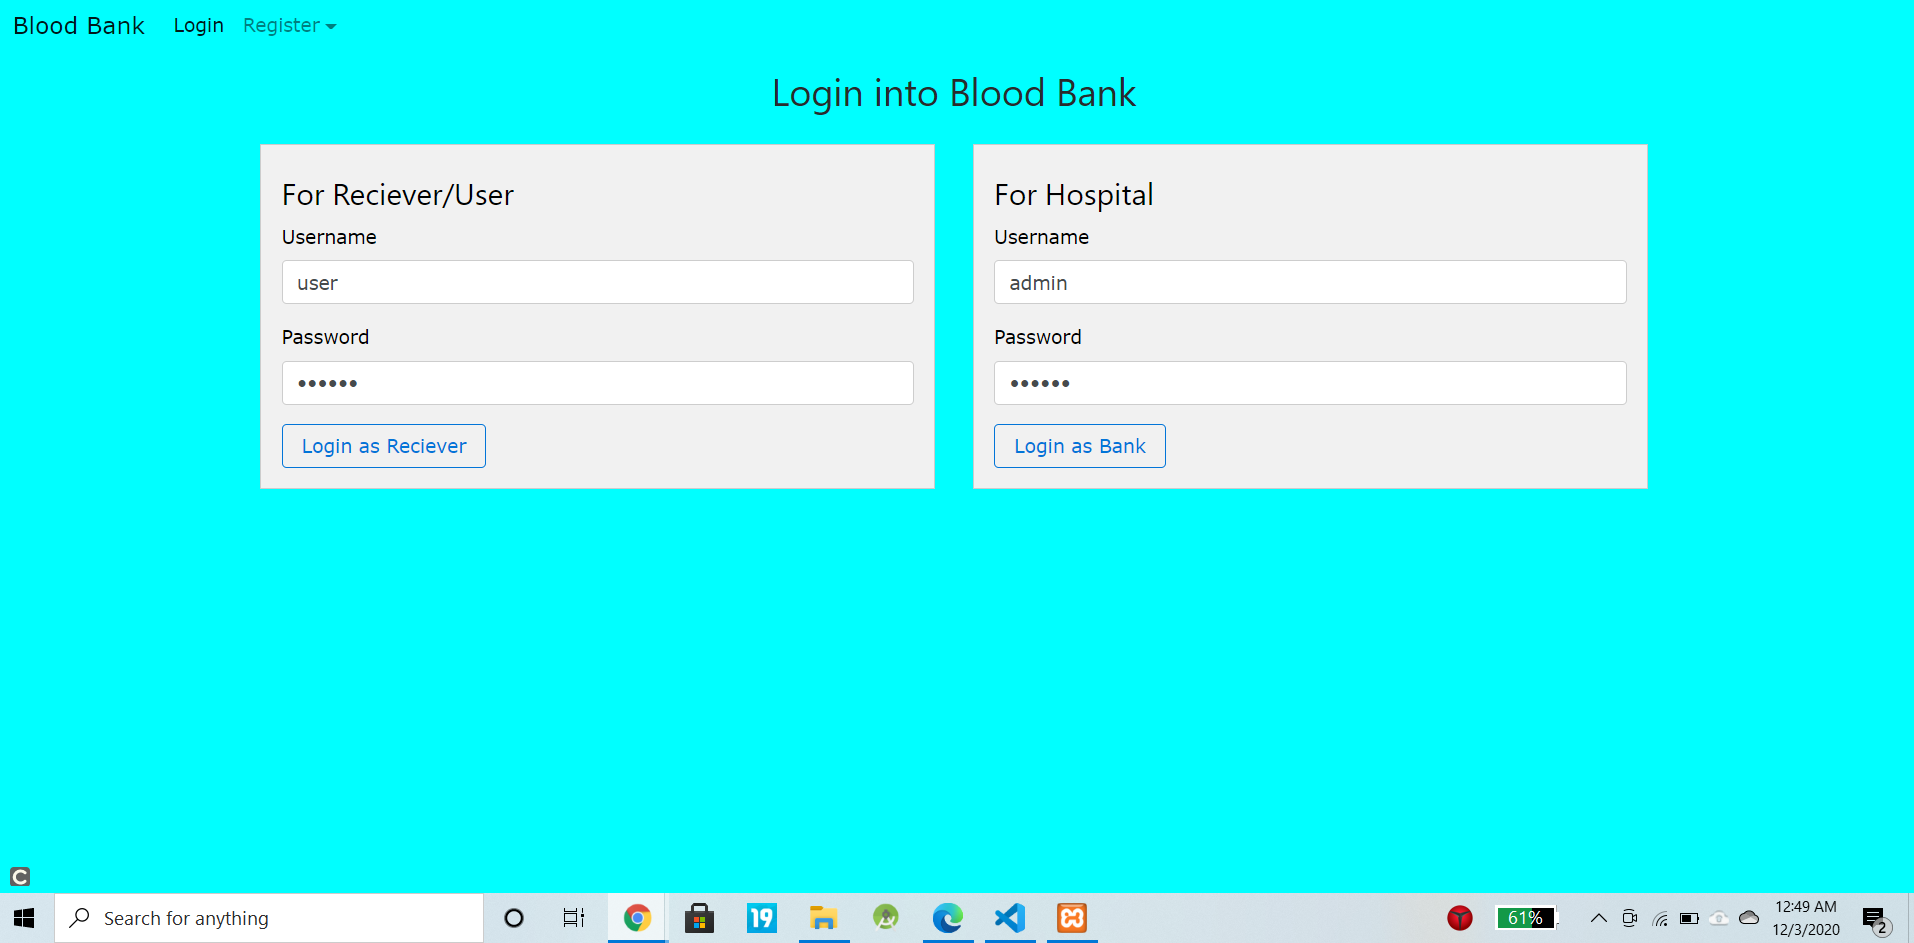 Blood Bank Login Register
Login into Blood Bank
For Reciever/User
Username
user
Password
••••••
Login as Reciever
For Hospital
Username
admin
Password
••••••
Login as Bank
C
Search for anything
19
61%
12:49 AM
12/3/2020
2